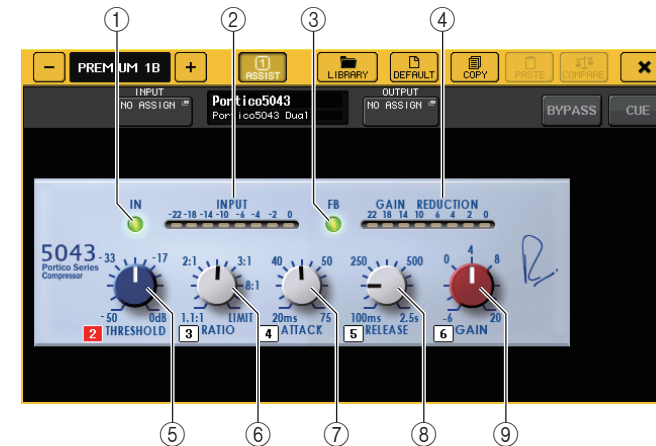 ① ② ③ ④
− PREMIUM 1B + 1 ASSIST LIBRARY DEFAULT COPY PASTE COMPARE ×
INPUT
NO ASSIGN
Portico5043
Portico5043 Dual
OUTPUT
NO ASSIGN
BYPASS CUE
IN INPUT FB GAIN REDUCTION
-22 -18 -14 -10 -6 -4 -2 0 22 18 14 10 6 4 2 0
5043
Portico Series
Compressor
-33 -17 2:1 3:1 8:1 40 50 250 500 0 4 8
-50 0dB 1.1:1 LIMIT 20ms 75 100ms 2.5s -6 20
2 THRESHOLD 3 RATIO 4 ATTACK 5 RELEASE 6 GAIN
⑤ ⑥ ⑦ ⑧ ⑨